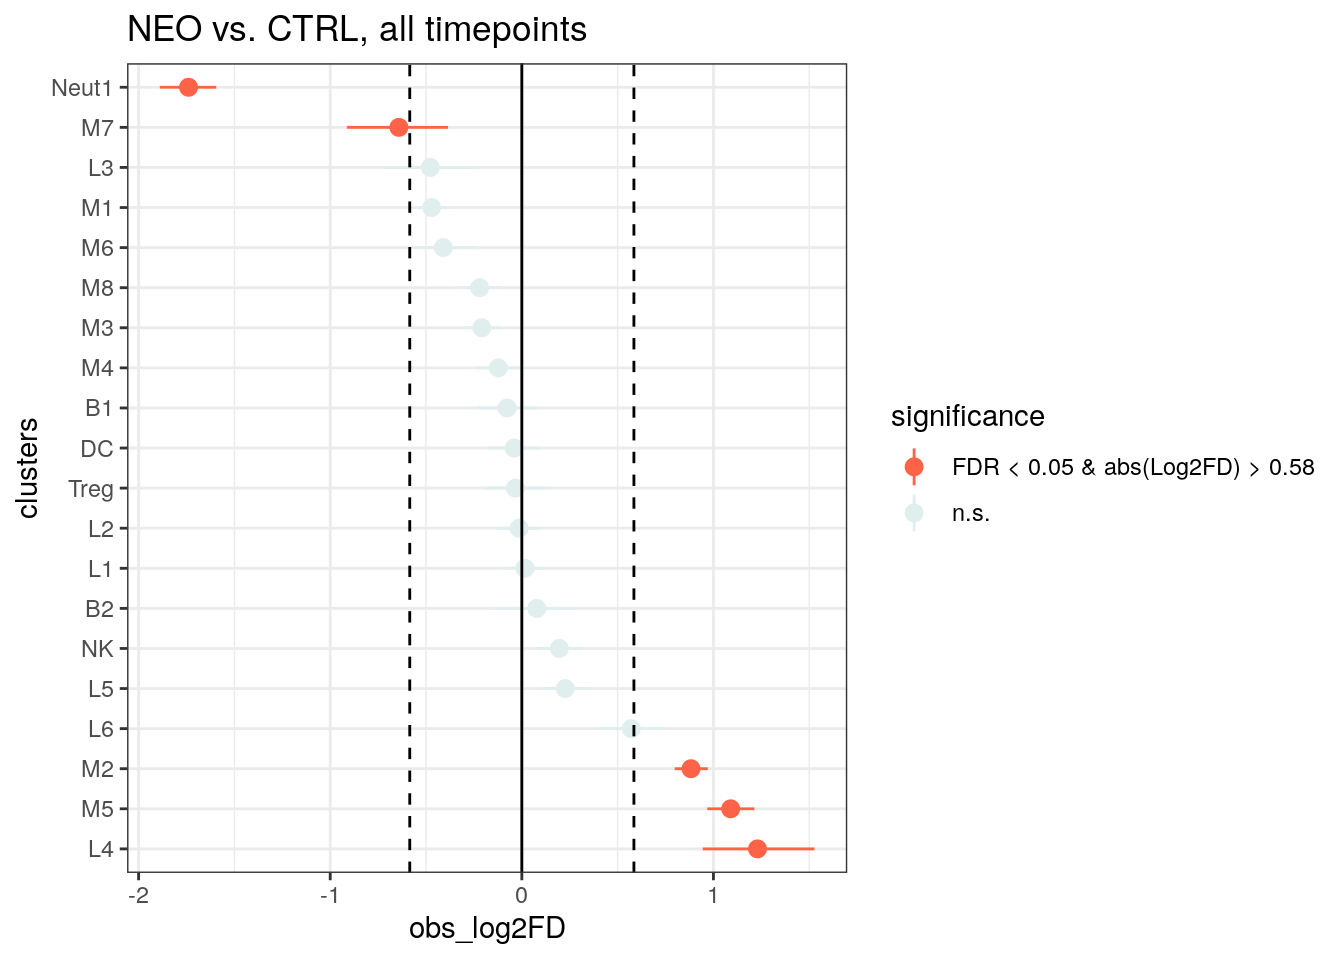 NEO vs. CTRL, all timepoints
Neut1
M7
L3
M1
M6
M8
M3
M4
B1
DC
Treg
L2
L1
B2
NK
L5
L6
M2
M5
L4
clusters
-2 -1 0 1
obs_log2FD
significance
FDR < 0.05 & abs(Log2FD) > 0.58
n.s.